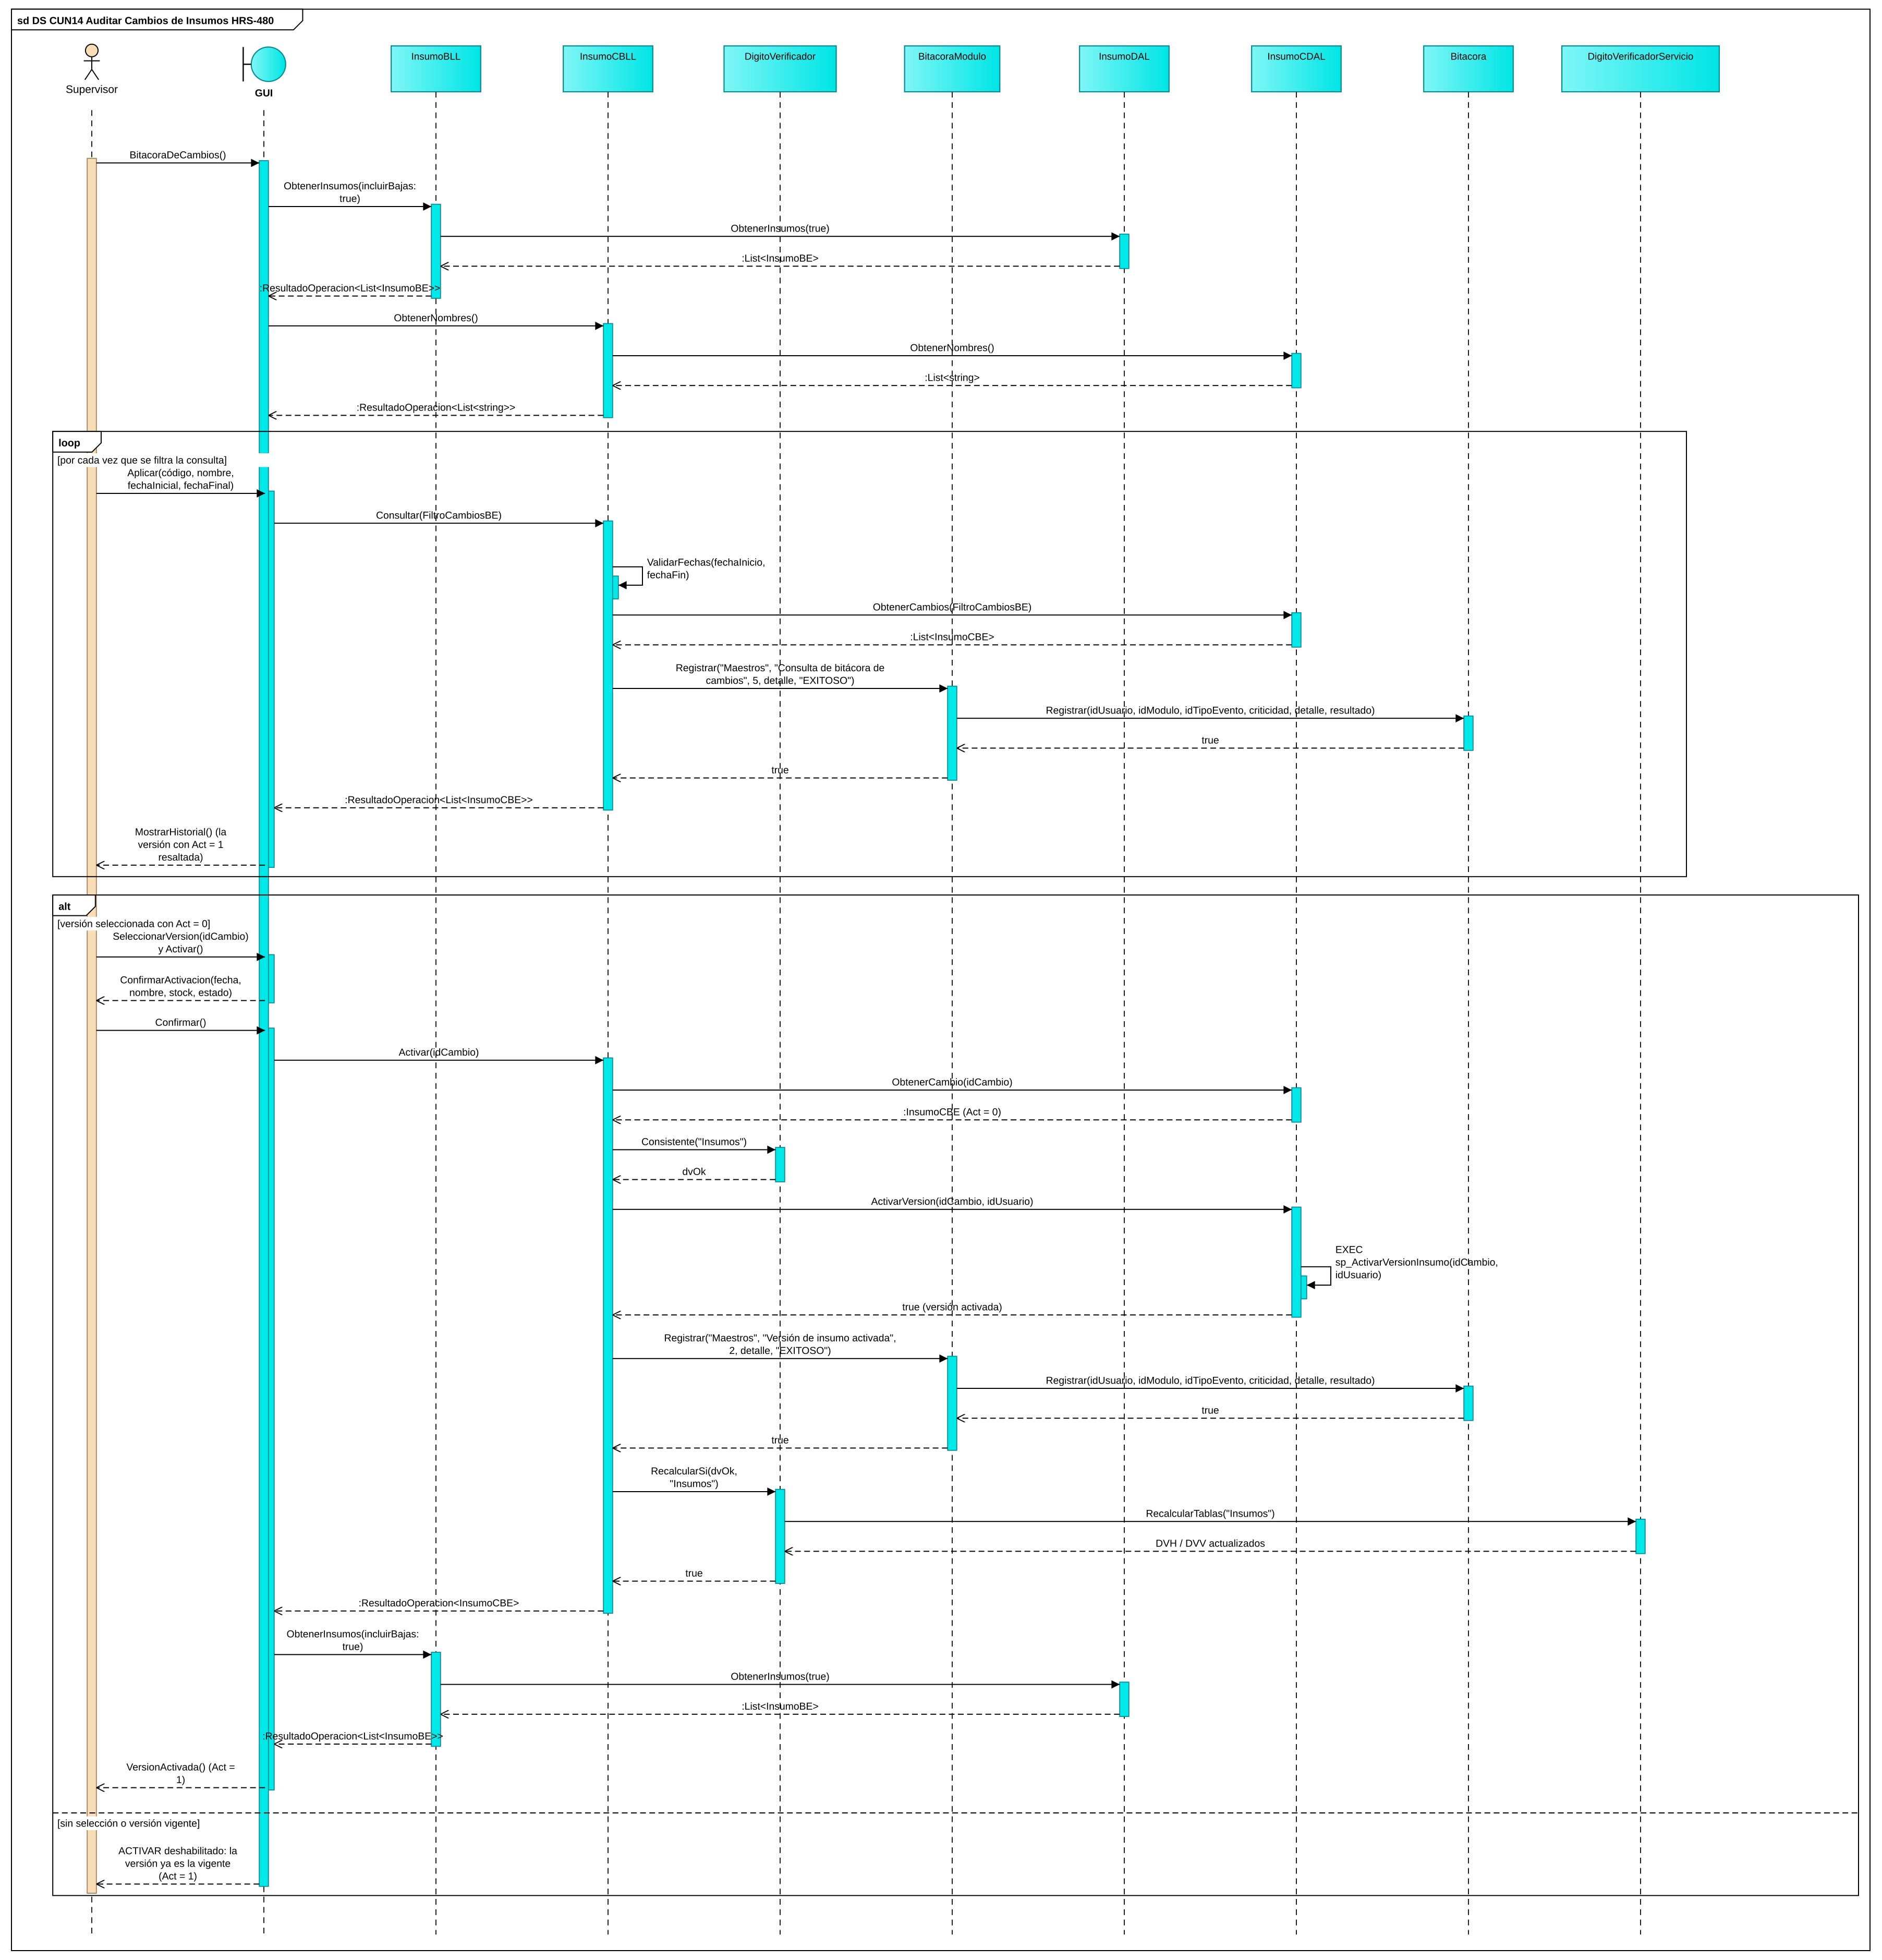 sd DS CUN14 Auditar Cambios de Insumos HRS-480
Supervisor
GUI
InsumoBLL
InsumoCBLL
DigitoVerificador
BitacoraModulo
InsumoDAL
InsumoCDAL
Bitacora
DigitoVerificadorServicio
BitacoraDeCambios()
ObtenerInsumos(incluirBajas:
true)
ObtenerInsumos(true)
:List<InsumoBE>
:ResultadoOperacion<List<InsumoBE>>
ObtenerNombres()
ObtenerNombres()
:List<string>
:ResultadoOperacion<List<string>>
loop
[por cada vez que se filtra la consulta]
Aplicar(código, nombre,
fechaInicial, fechaFinal)
Consultar(FiltroCambiosBE)
ValidarFechas(fechaInicio,
fechaFin)
ObtenerCambios(FiltroCambiosBE)
:List<InsumoCBE>
Registrar("Maestros", "Consulta de bitácora de
cambios", 5, detalle, "EXITOSO")
Registrar(idUsuario, idModulo, idTipoEvento, criticidad, detalle, resultado)
true
true
:ResultadoOperacion<List<InsumoCBE>>
MostrarHistorial() (la
versión con Act = 1
resaltada)
alt
[versión seleccionada con Act = 0]
SeleccionarVersion(idCambio)
y Activar()
ConfirmarActivacion(fecha,
nombre, stock, estado)
Confirmar()
Activar(idCambio)
ObtenerCambio(idCambio)
:InsumoCBE (Act = 0)
Consistente("Insumos")
dvOk
ActivarVersion(idCambio, idUsuario)
EXEC
sp_ActivarVersionInsumo(idCambio,
idUsuario)
true (versión activada)
Registrar("Maestros", "Versión de insumo activada",
2, detalle, "EXITOSO")
Registrar(idUsuario, idModulo, idTipoEvento, criticidad, detalle, resultado)
true
true
RecalcularSi(dvOk,
"Insumos")
RecalcularTablas("Insumos")
DVH / DVV actualizados
true
:ResultadoOperacion<InsumoCBE>
ObtenerInsumos(incluirBajas:
true)
ObtenerInsumos(true)
:List<InsumoBE>
:ResultadoOperacion<List<InsumoBE>>
VersionActivada() (Act =
1)
[sin selección o versión vigente]
ACTIVAR deshabilitado: la
versión ya es la vigente
(Act = 1)